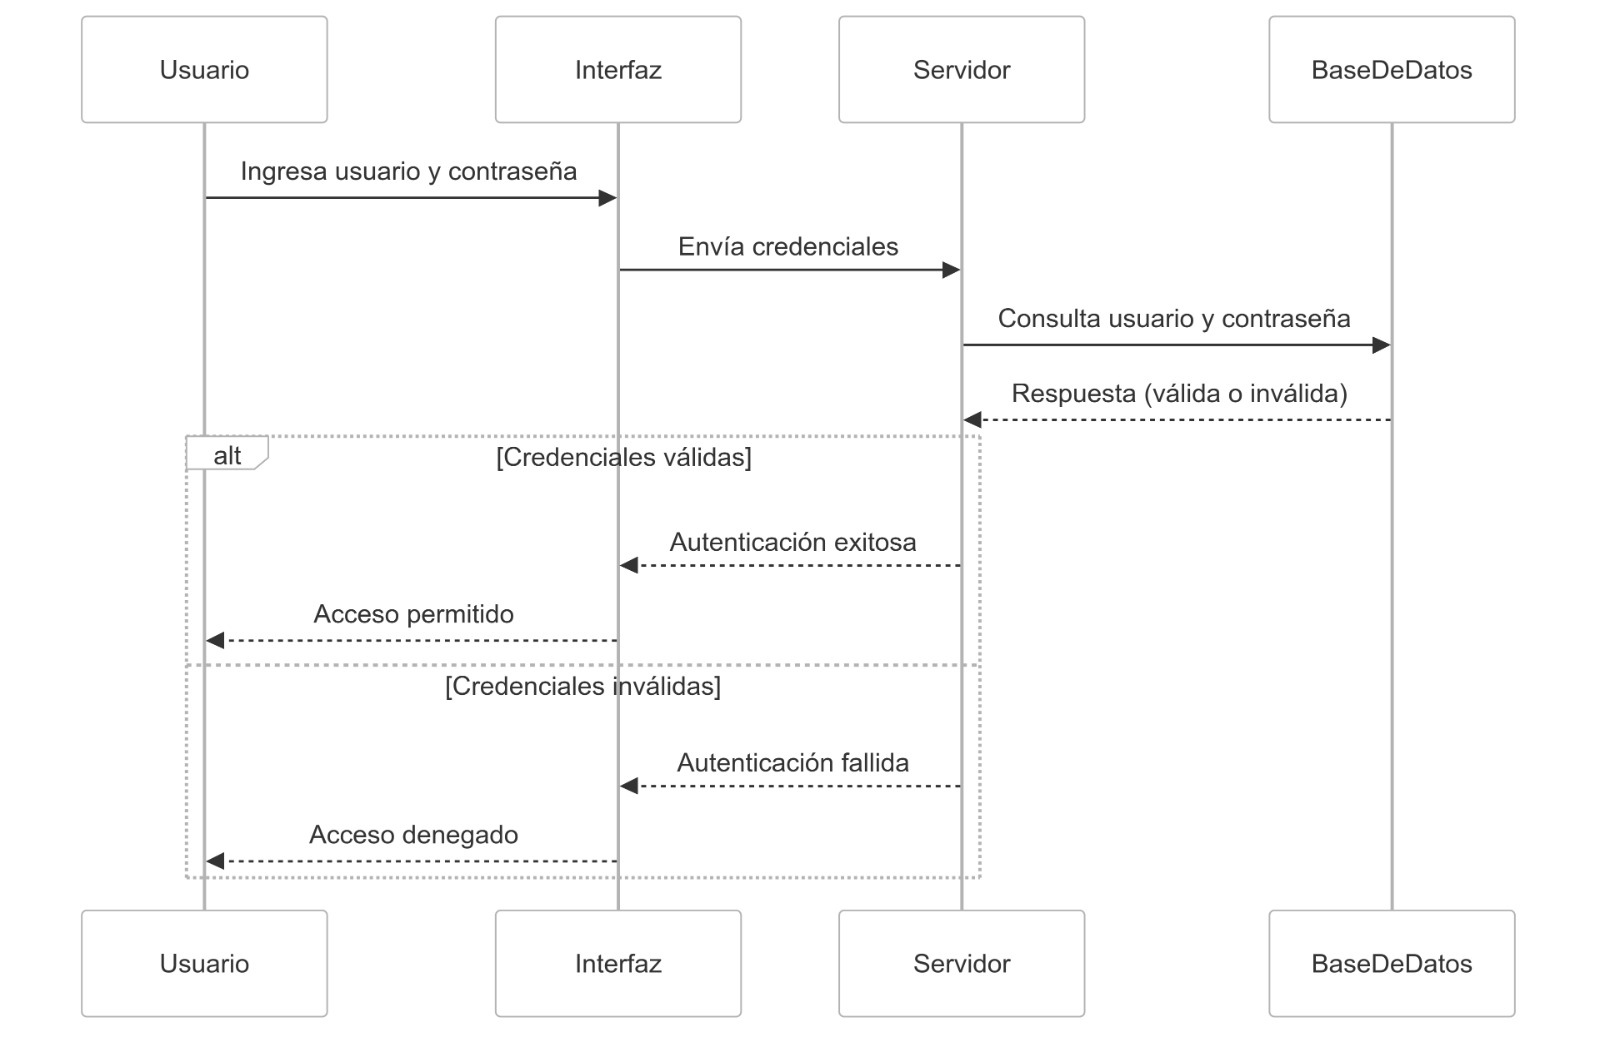 Usuario
Interfaz
Servidor
BaseDeDatos
Ingresa usuario y contraseña
Envía credenciales
Consulta usuario y contraseña
Respuesta (válida o inválida)
alt
[Credenciales válidas]
Autenticación exitosa
Acceso permitido
[Credenciales inválidas]
Autenticación fallida
Acceso denegado
Usuario
Interfaz
Servidor
BaseDeDatos